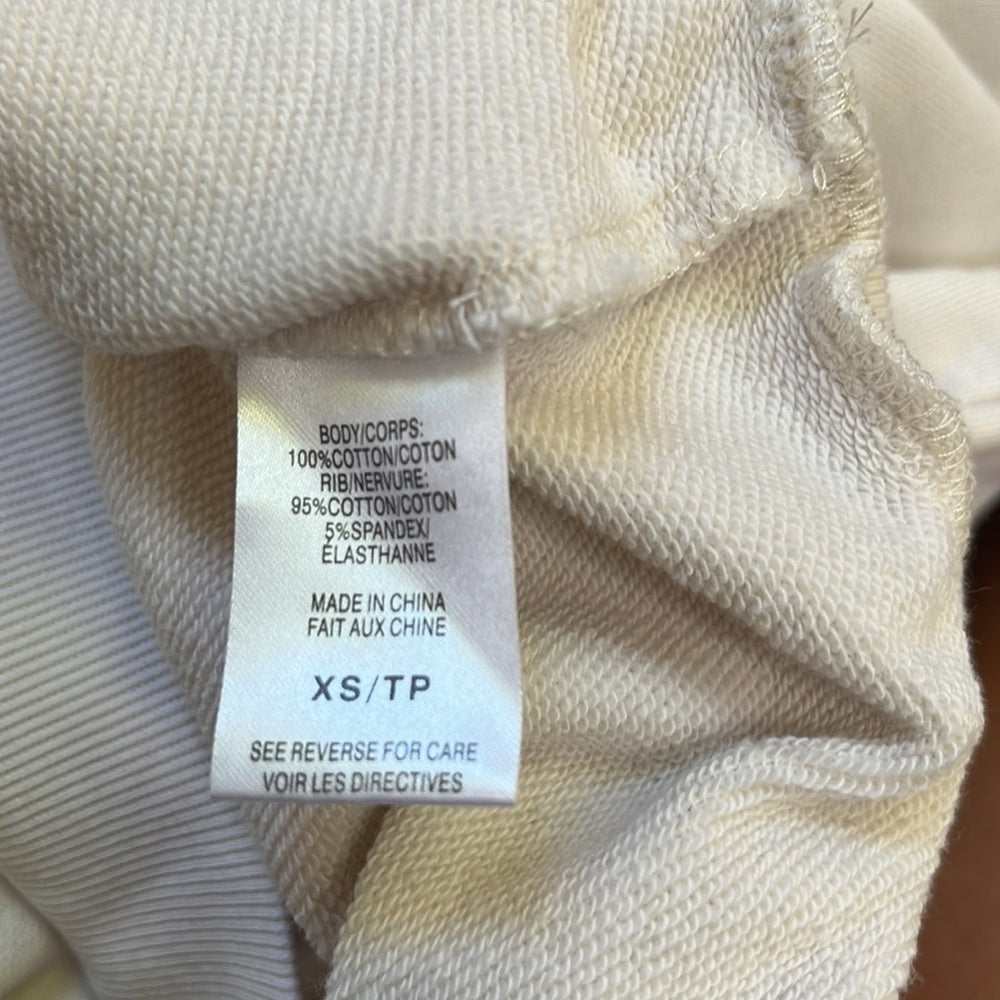 BODY/CORPS:
100%COTTON/COTON
RIB/NERVURE:
95%COTTON/COTON
5%SPANDEX/
ÉLASTHANNE
MADE IN CHINA
FAIT AUX CHINE
XS/TP
SEE REVERSE FOR CARE
VOIR LES DIRECTIVES